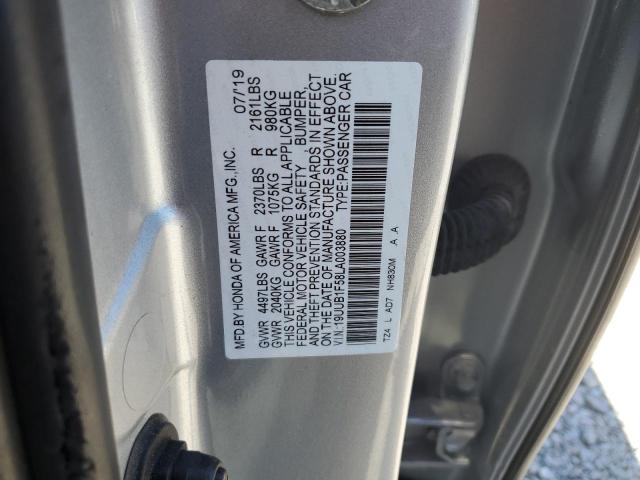 MFD.BY HONDA OF AMERICA MFG.,INC. 07/19
GVWR 4497LBS GAWR F 2370LBS R 2161LBS
GVWR 2040KG GAWR F 1075KG R 980KG
THIS VEHICLE CONFORMS TO ALL APPLICABLE
FEDERAL MOTOR VEHICLE SAFETY, BUMPER,
AND THEFT PREVENTION STANDARDS IN EFFECT
ON THE DATE OF MANUFACTURE SHOWN ABOVE.
VIN:19UUB1F58LA003880 TYPE:PASSENGER CAR
TZ4 L AD7 NH830M A A